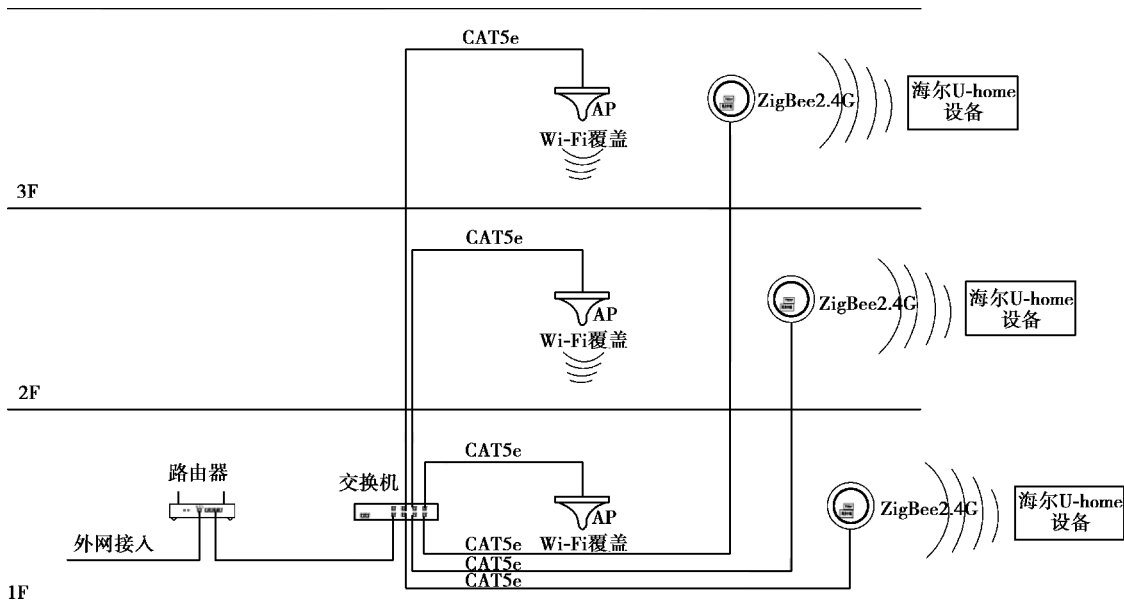 CAT5e
AP
Wi-Fi覆盖
ZigBee2.4G
海尔U-home
设备
3F
CAT5e
AP
Wi-Fi覆盖
ZigBee2.4G
海尔U-home
设备
2F
CAT5e
路由器
交换机
AP
Wi-Fi覆盖
ZigBee2.4G
海尔U-home
设备
外网接入
CAT5e
CAT5e
CAT5e
1F